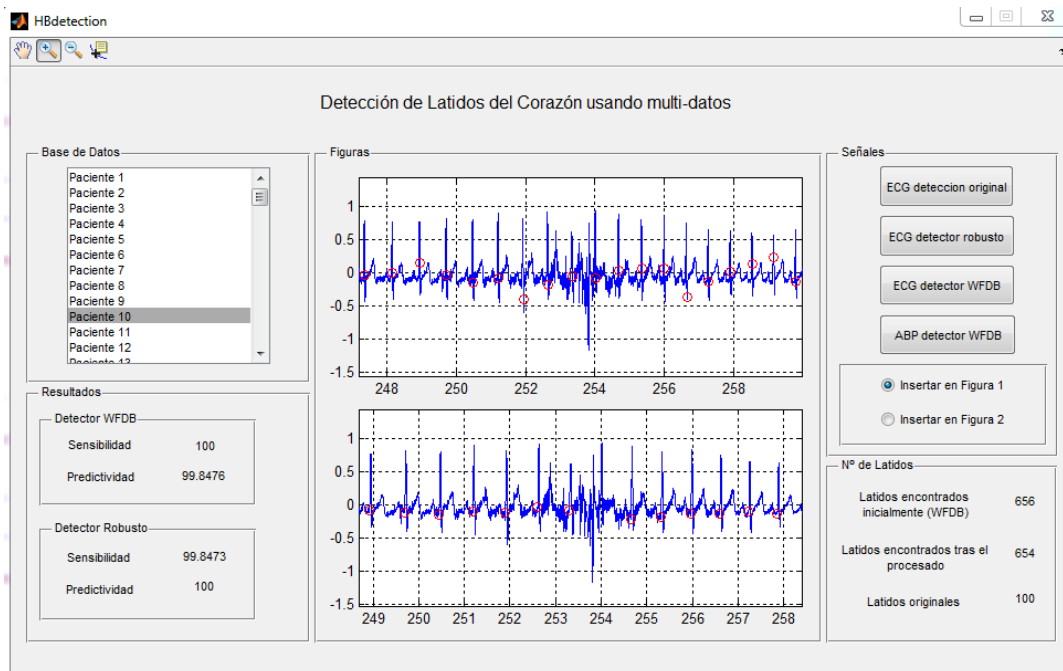 HBdetection
Detección de Latidos del Corazón usando multi-datos
Base de Datos
Paciente 1
Paciente 2
Paciente 3
Paciente 4
Paciente 5
Paciente 6
Paciente 7
Paciente 8
Paciente 9
Paciente 10
Paciente 11
Paciente 12
Paciente 13
Resultados
Detector WFDB
Sensibilidad 100
Predictividad 99.8476
Detector Robusto
Sensibilidad 99.8473
Predictividad 100
Figuras
1
0.5
0
-0.5
-1
-1.5
248 250 252 254 256 258
1
0.5
0
-0.5
-1
-1.5
249 250 251 252 253 254 255 256 257 258
Señales
ECG deteccion original
ECG detector robusto
ECG detector WFDB
ABP detector WFDB
Insertar en Figura 1
Insertar en Figura 2
Nº de Latidos
Latidos encontrados
inicialmente (WFDB) 656
Latidos encontrados tras el
procesado 654
Latidos originales 100